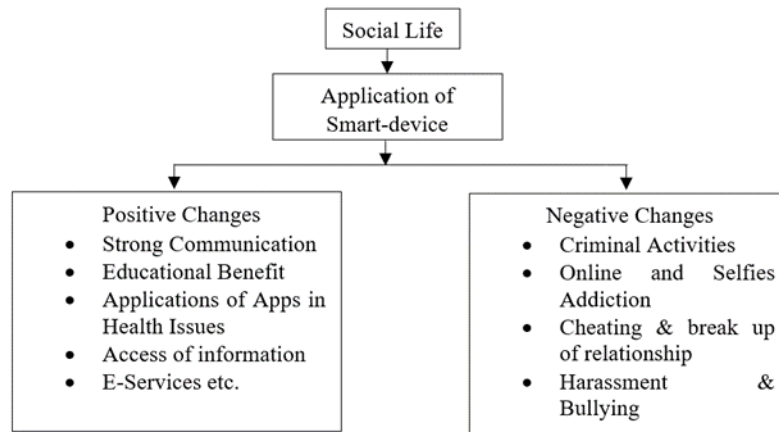 Social Life
Application of
Smart-device
Positive Changes
• Strong Communication
• Educational Benefit
• Applications of Apps in
Health Issues
• Access of information
• E-Services etc.
Negative Changes
• Criminal Activities
• Online and Selfies
Addiction
• Cheating & break up
of relationship
• Harassment &
Bullying